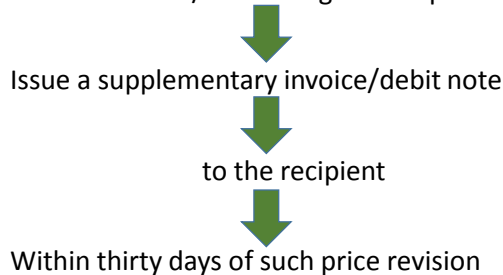 Issue a supplementary invoice/debit note
to the recipient
Within thirty days of such price revision